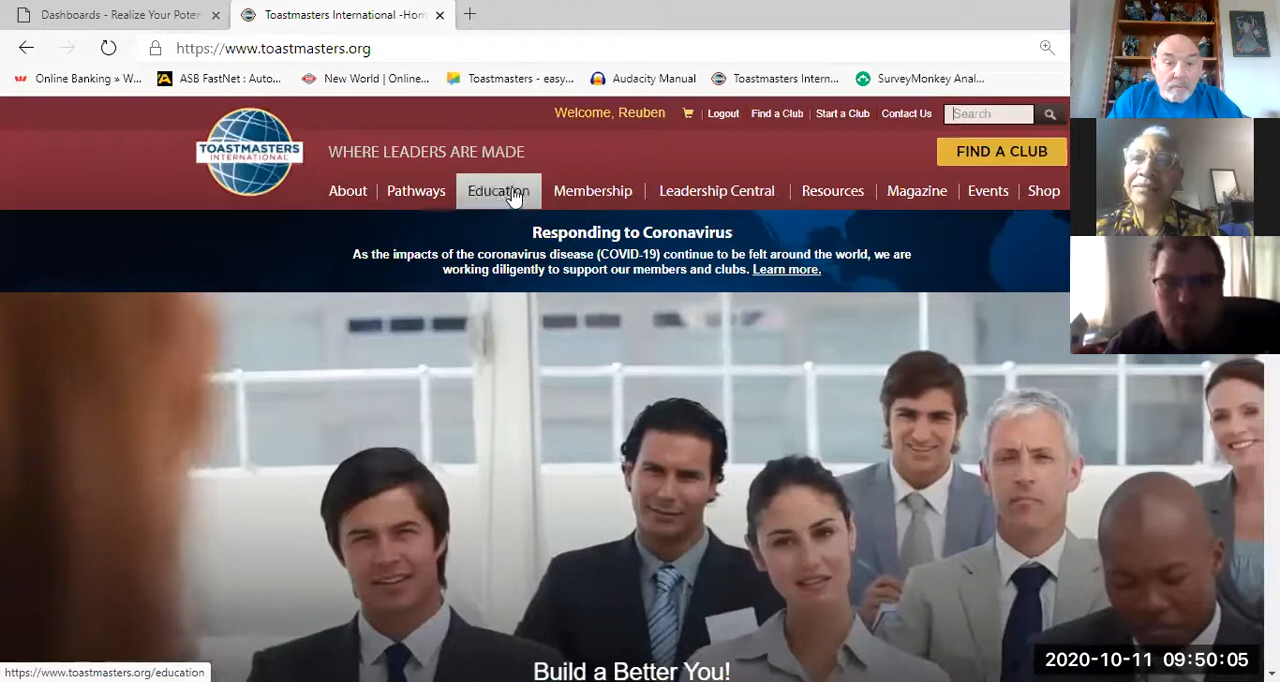 Dashboards - Realize Your Poten
Toastmasters International -Hom
https://www.toastmasters.org
Online Banking » W...
ASB FastNet : Auto...
New World | Online...
Toastmasters - easy...
Audacity Manual
Toastmasters Intern...
SurveyMonkey Anal...
Welcome, Reuben
Logout
Find a Club
Start a Club
Contact Us
Search
TOASTMASTERS
INTERNATIONAL
WHERE LEADERS ARE MADE
FIND A CLUB
About
Pathways
Education
Membership
Leadership Central
Resources
Magazine
Events
Shop
Responding to Coronavirus
As the impacts of the coronavirus disease (COVID-19) continue to be felt around the world, we are
working diligently to support our members and clubs. Learn more.
Build a Better You!
2020-10-11 09:50:05
https://www.toastmasters.org/education